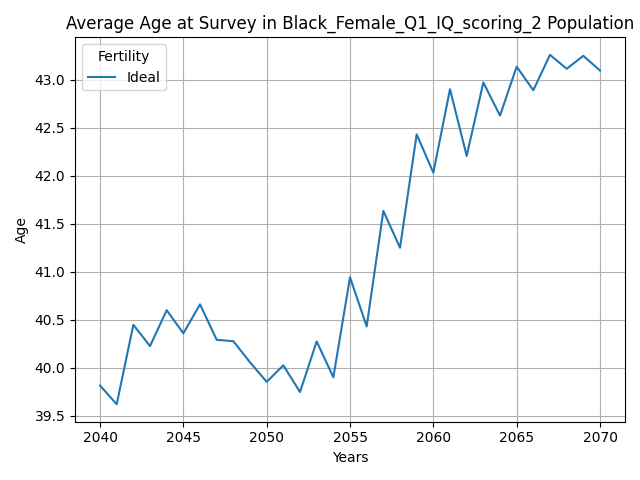 Average Age at Survey in Black_Female_Q1_IQ_scoring_2 Population
Fertility
Ideal
43.0
42.5
42.0
41.5
41.0
40.5
40.0
39.5
Age
2040 2045 2050 2055 2060 2065 2070
Years